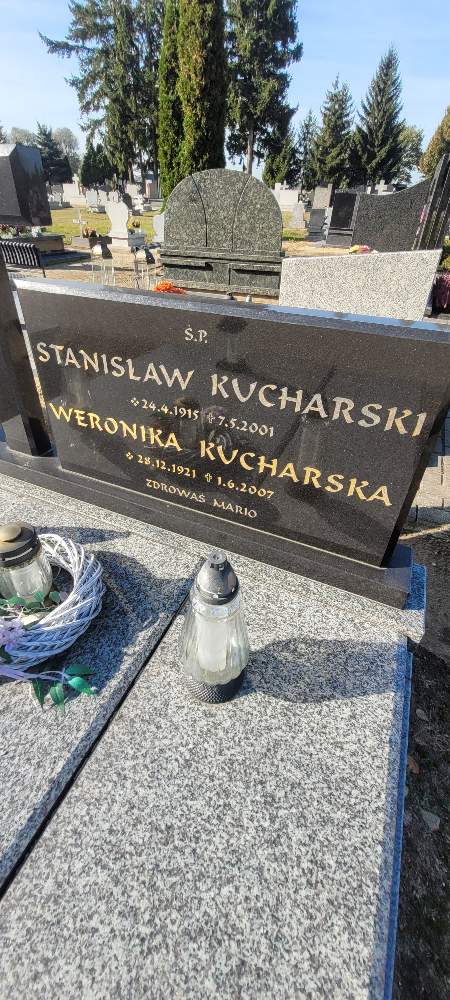 Ś.P.
STANISŁAW KUCHARSKI
24.4.1915 7.5.2001
WERONIKA KUCHARSKA
28.12.1921 1.6.2007
ZDROWAŚ MARIO